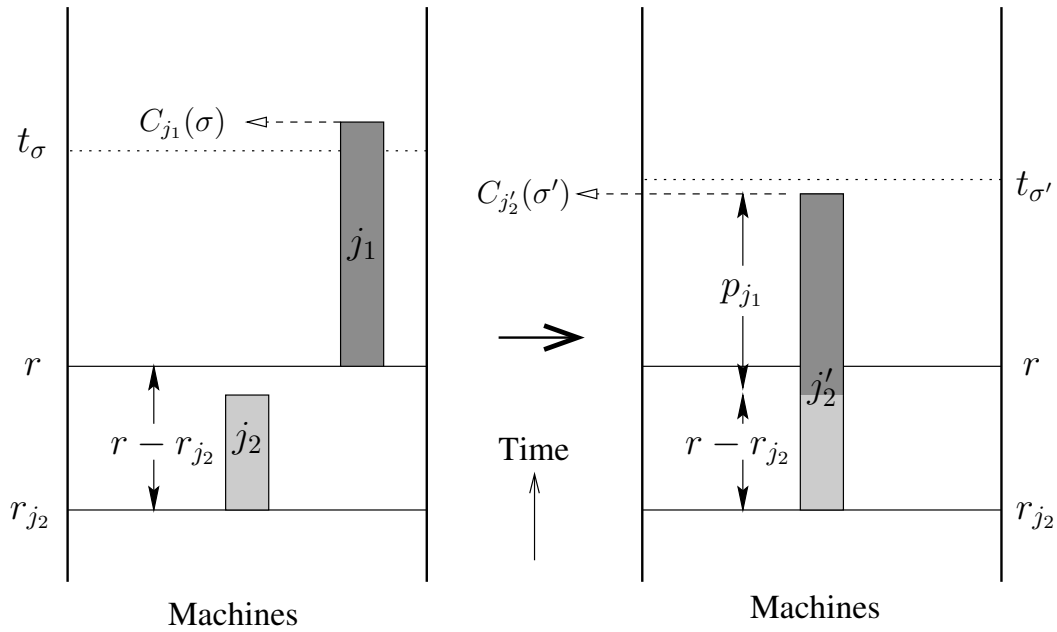 C_{j_1}(σ)
t_σ
j_1
r
r − r_{j_2}
j_2
r_{j_2}
Machines
Time
C_{j'_2}(σ')
t_{σ'}
p_{j_1}
r
j'_2
r − r_{j_2}
r_{j_2}
Machines